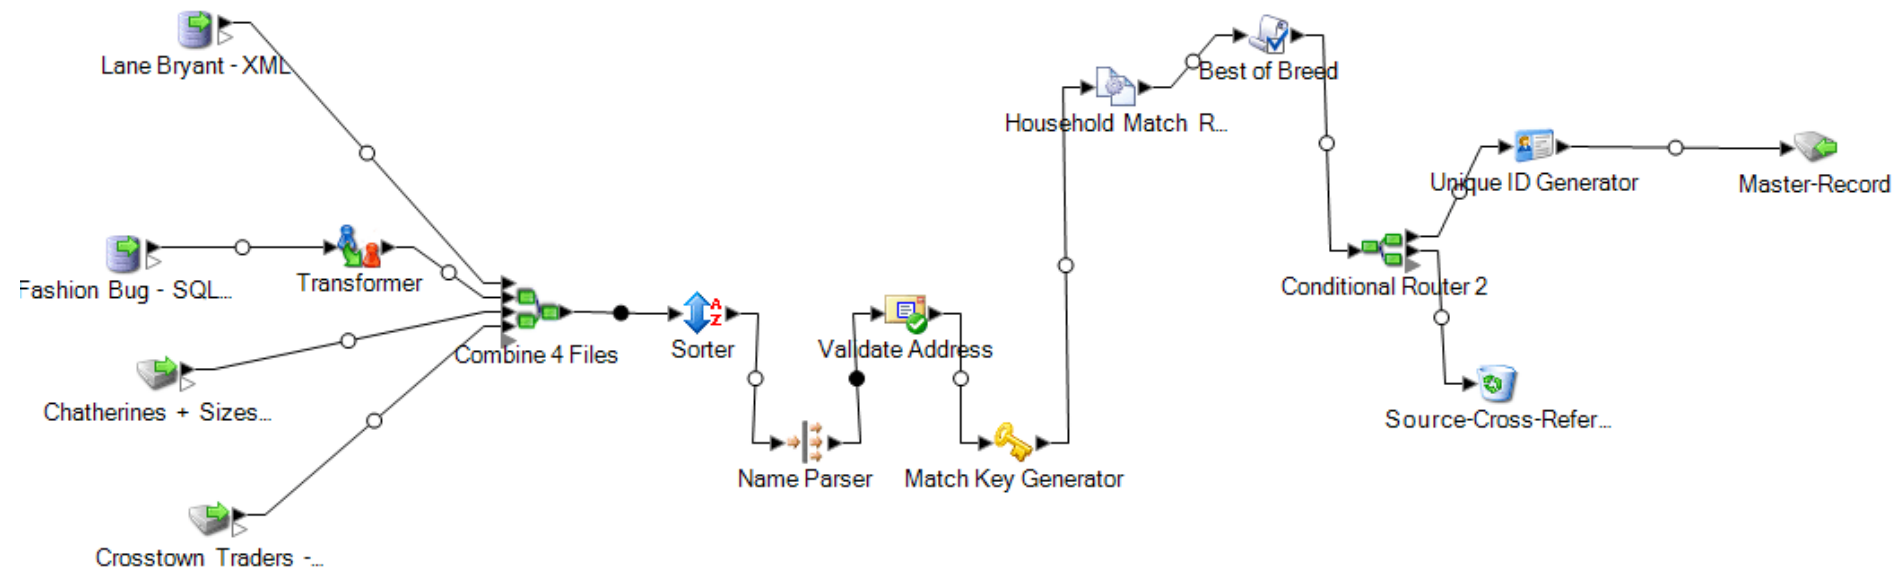 Lane Bryant - XML
Best of Breed
Household Match R...
Unique ID Generator
Master-Record
Fashion Bug - SQL...
Transformer
Conditional Router 2
Combine 4 Files
Sorter
A
Z
Validate Address
Chatherines + Sizes...
Source-Cross-Refer...
Name Parser
Match Key Generator
Crosstown Traders -...